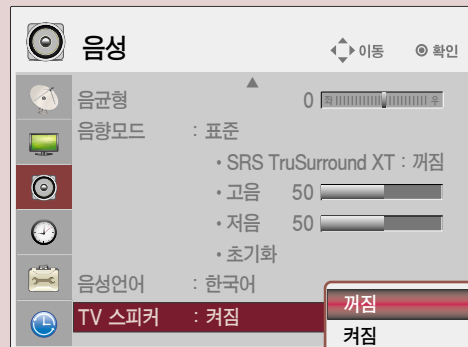 음성 이동 확인
음균형 0 좌 우
음향모드 : 표준
• SRS TruSurround XT : 꺼짐
• 고음 50
• 저음 50
• 초기화
음성언어 : 한국어
TV 스피커 : 켜짐
꺼짐
켜짐